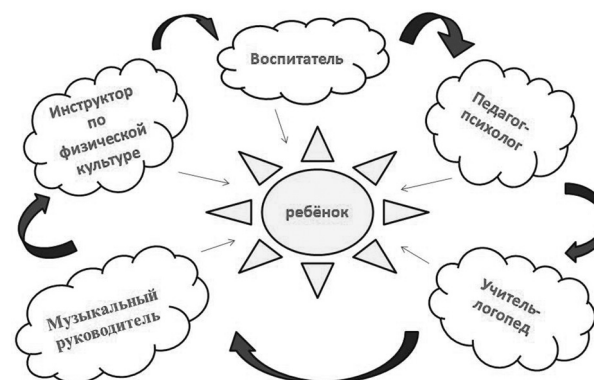 Воспитатель
Инструктор
по
физической
культуре
Педагог-
психолог
ребёнок
Музыкальный
руководитель
Учитель-
логопед